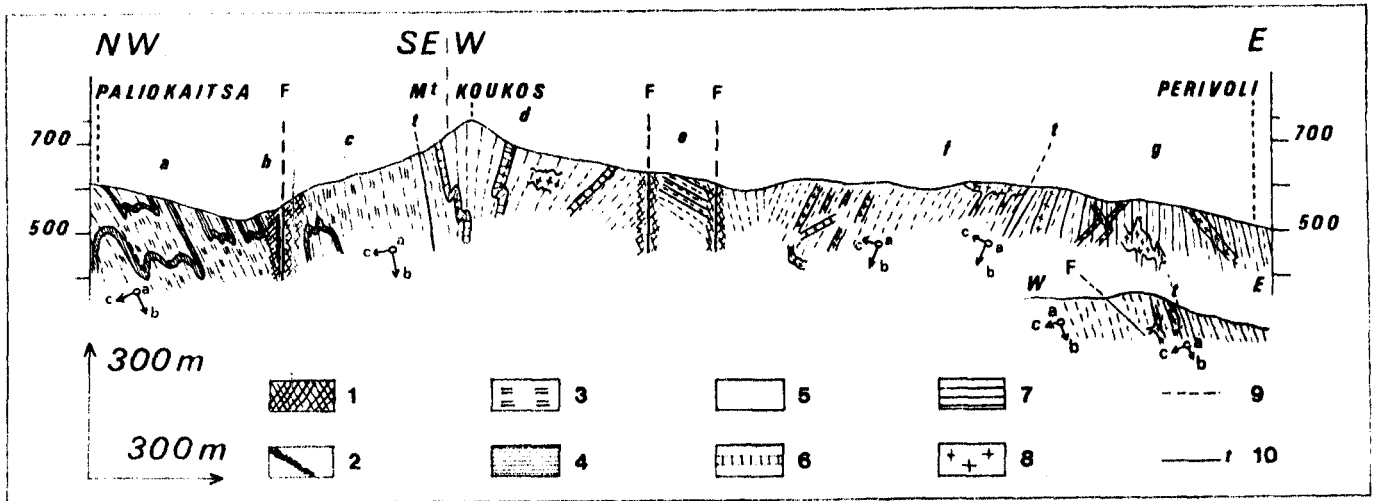 NW SE W E
PALIOKAITSA F Mt KOUKOS F F PERIVOLI
700 a b c t d e f t g 700
500 500
c a b
c a b
c a b
c a b
W F t E
a c b
c a b
300 m
300 m
1 3 5 7 9
2 4 6 8 t 10